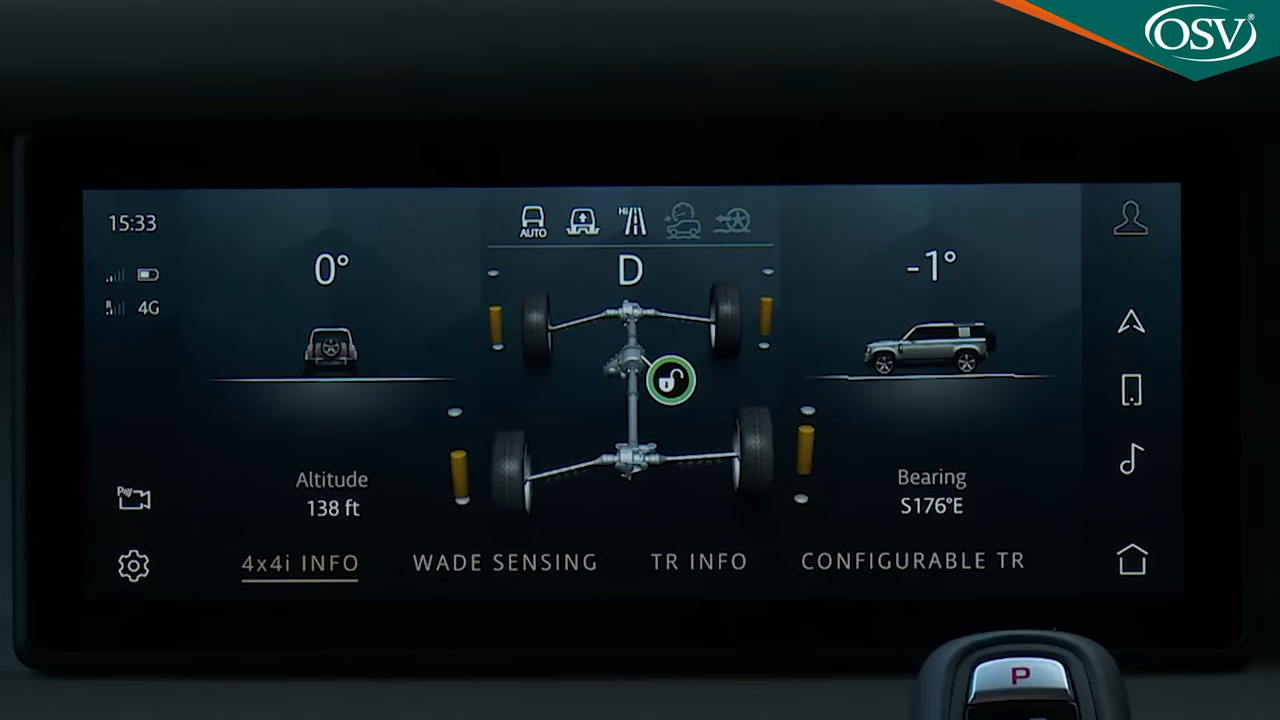 OSV®
15:33
AUTO
Hi
0°
D
-1°
4G
R
Altitude
138 ft
Bearing
S176°E
4x4i INFO
WADE SENSING
TR INFO
CONFIGURABLE TR
P